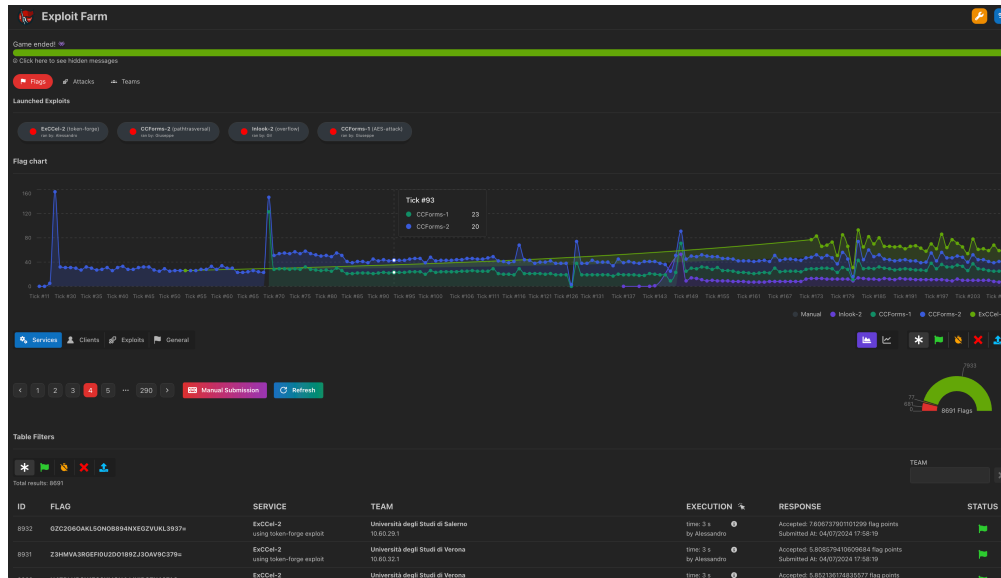 Exploit Farm
Game ended!
Click here to see hidden messages
Flags
Attacks
Teams
Launched Exploits
ExCCel-2 (token-forge)
ran by: Alessandro
CCForms-2 (pathtrasversal)
ran by: Giuseppe
Inlook-2 (overflow)
CCForms-1 (AES-attack)
ran by: Giuseppe
Flag chart
160
120
80
40
0
Tick #93
CCForms-1 23
CCForms-2 20
Manual
Inlook-2
CCForms-1
CCForms-2
Services
Clients
Exploits
General
1 2 3 4 5 ... 290
Manual Submission
Refresh
7933
77
691
0
8691 Flags
Table Filters
Total results: 8691
TEAM
ID FLAG SERVICE TEAM EXECUTION RESPONSE STATUS
8932 ExCCel-2 Università degli Studi di Salerno time: 3 s Accepted: 7.606737901101299 flag points
using token-forge exploit 10.60.29.1 by Alessandro Submitted At: 04/07/2024 17:58:19
8931 ExCCel-2 Università degli Studi di Verona time: 3 s Accepted: 5.808579410609684 flag points
using token-forge exploit 10.60.32.1 by Alessandro Submitted At: 04/07/2024 17:58:19
ExCCel-2 Università degli Studi di Verona time: 3 s Accepted: 5.852136174835577 flag points